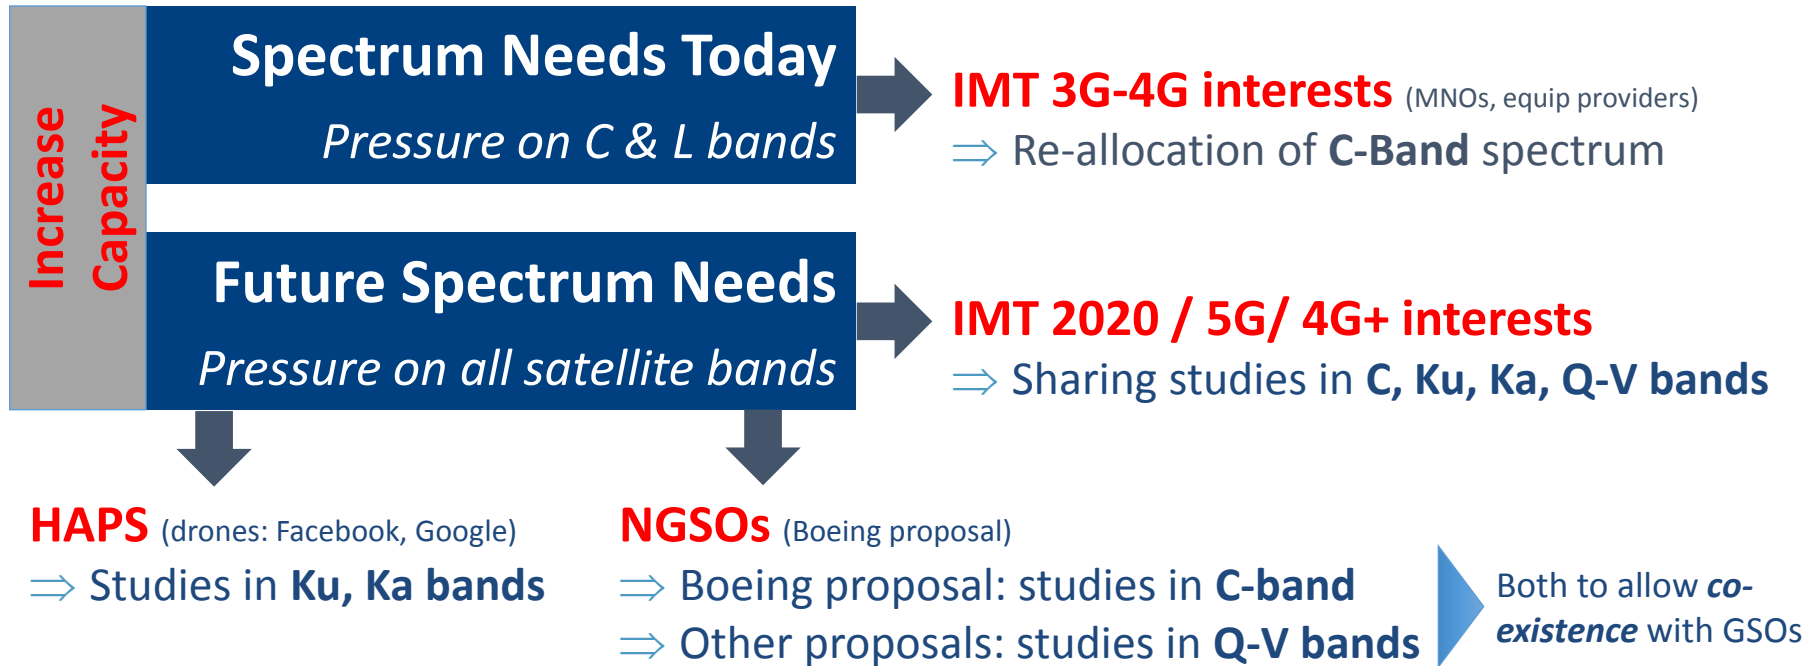 Increase
Capacity
Spectrum Needs Today
Pressure on C & L bands
IMT 3G-4G interests (MNOs, equip providers)
⇒ Re-allocation of C-Band spectrum
Future Spectrum Needs
Pressure on all satellite bands
IMT 2020 / 5G/ 4G+ interests
⇒ Sharing studies in C, Ku, Ka, Q-V bands
HAPS (drones: Facebook, Google)
⇒ Studies in Ku, Ka bands
NGSOs (Boeing proposal)
⇒ Boeing proposal: studies in C-band
⇒ Other proposals: studies in Q-V bands
Both to allow co-
existence with GSOs